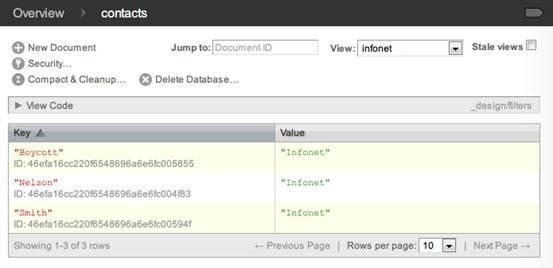 Overview contacts
New Document Jump to: Document ID View: infonet Stale views
Security…
Compact & Cleanup… Delete Database…
View Code _design/filters
Key Value
"Boycott" "Infonet"
ID: 46efa16cc220f6548696a6e6fc005855
"Nelson" "Infonet"
ID: 46efa16cc220f6548696a6e6fc004f83
"Smith" "Infonet"
ID: 46efa16cc220f6548696a6e6fc00594f
Showing 1-3 of 3 rows ← Previous Page | Rows per page: 10 | Next Page →